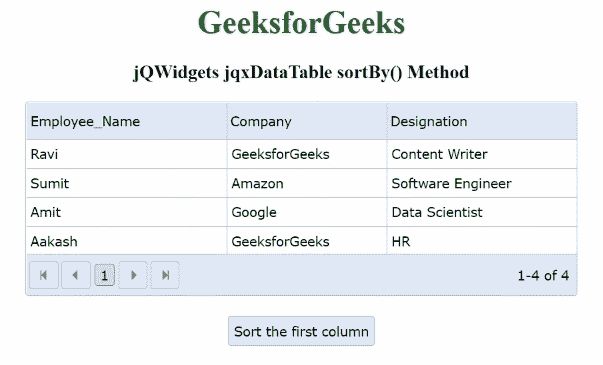 GeeksforGeeks
jQWidgets jqxDataTable sortBy() Method
Employee_Name Company Designation
Ravi GeeksforGeeks Content Writer
Sumit Amazon Software Engineer
Amit Google Data Scientist
Aakash GeeksforGeeks HR
1 1-4 of 4
Sort the first column